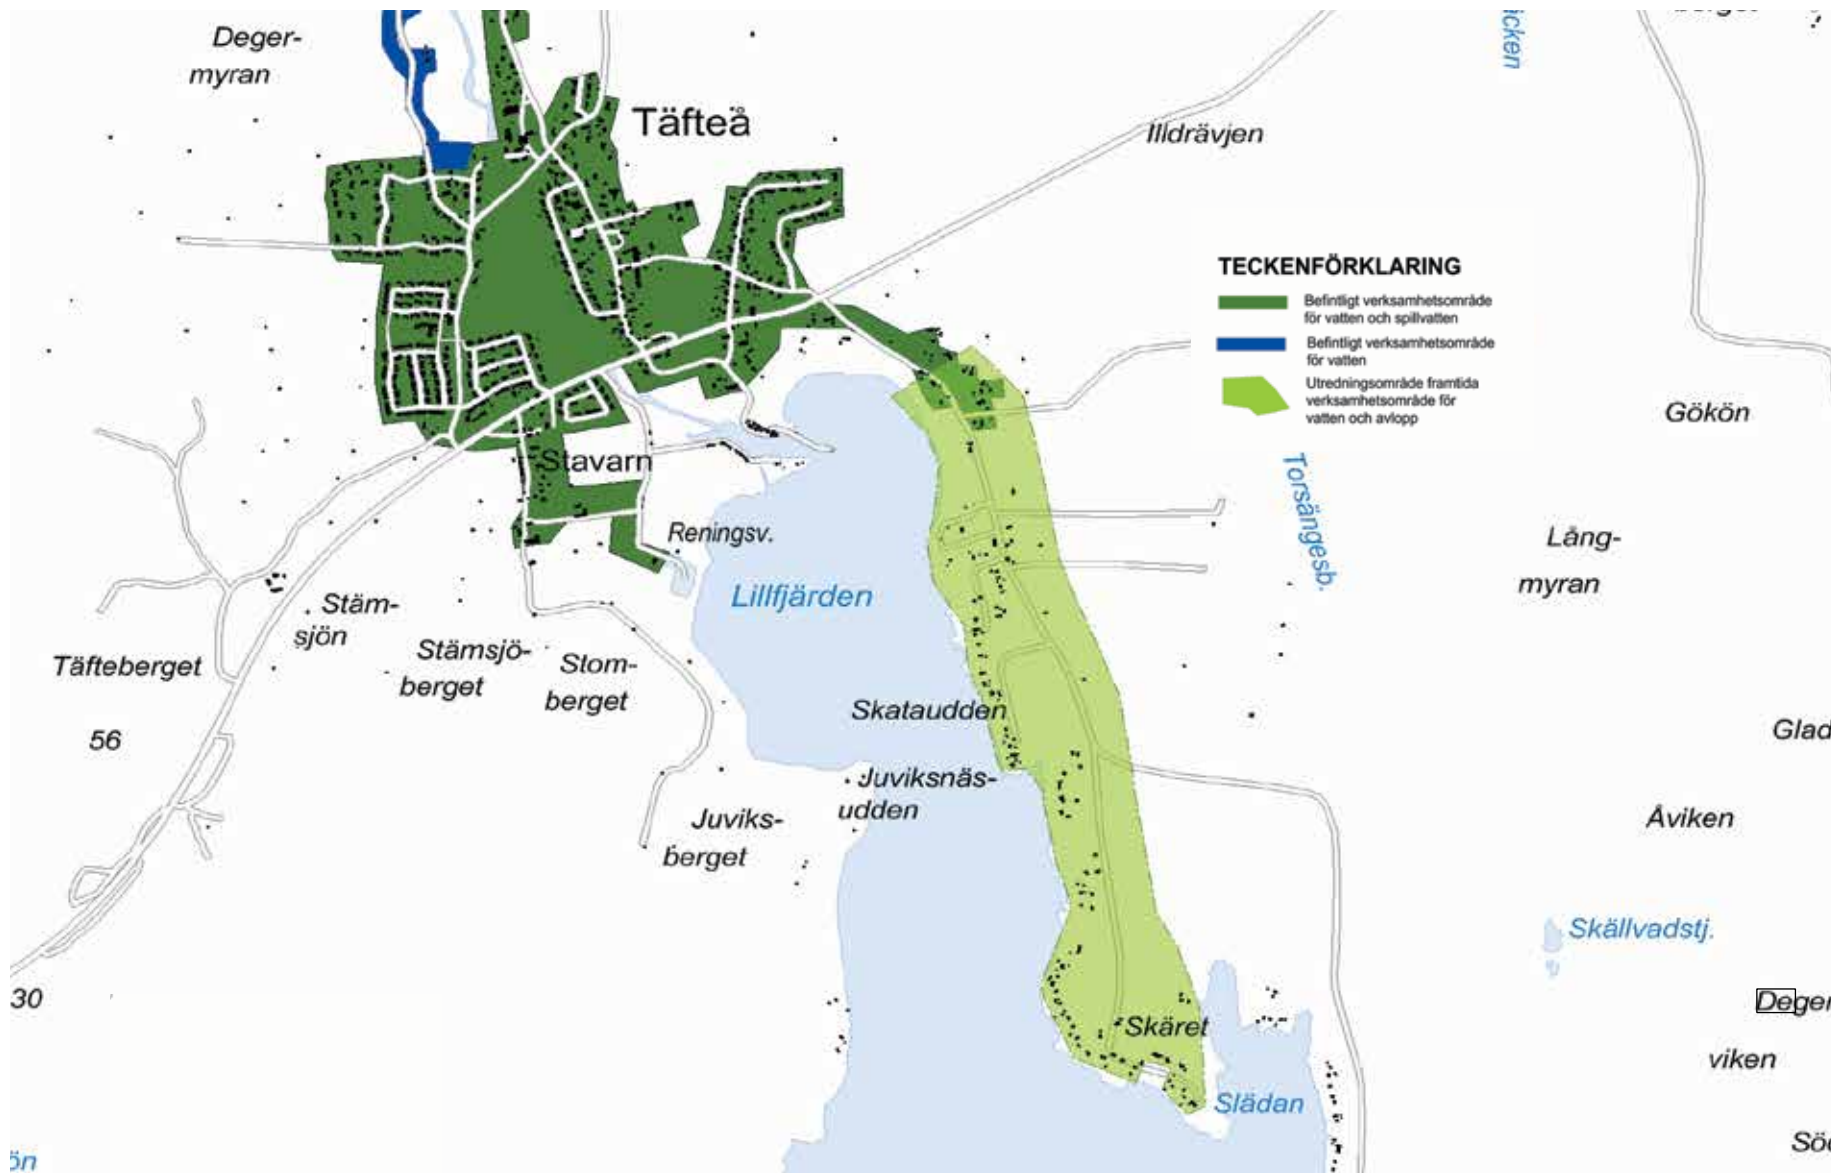 Deger-
myran
Täfteå
Illdrävjen
TECKENFÖRKLARING
Befintligt verksamhetsområde
för vatten och spillvatten
Befintligt verksamhetsområde
för vatten
Utredningsområde framtida
verksamhetsområde för
vatten och avlopp
Gökön
Stavarn
Torsängesb.
Reningsv.
Lång-
myran
Lillfjärden
Stäm-
sjön
Stämsjö-
berget
Stom-
berget
Täfteberget
Skataudden
56
Glad
Juviksnäs-
udden
Juviks-
berget
Åviken
Skällvadstj.
30
Deger
viken
Skäret
Slädan
Söd
ön